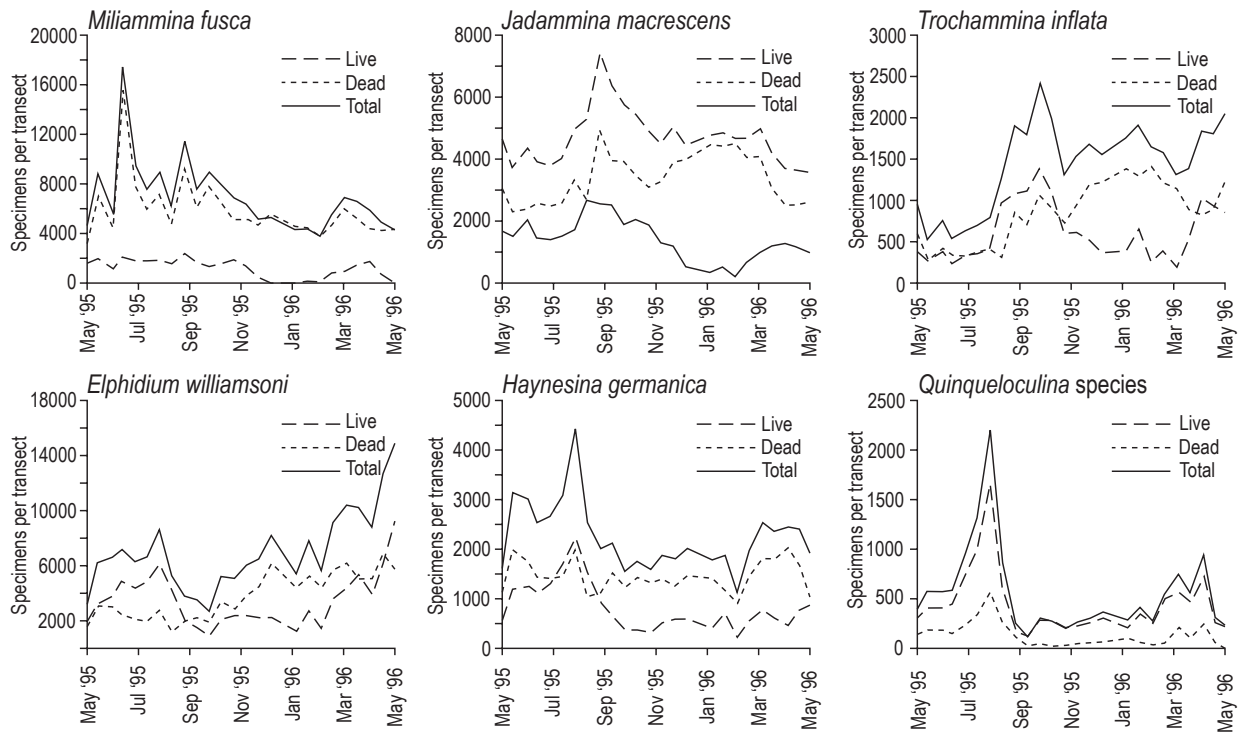 Miliammina fusca
Specimens per transect
20000
16000
12000
8000
4000
0
Live
Dead
Total
May ‘95
Jul ‘95
Sep ‘95
Nov ‘95
Jan ‘96
Mar ‘96
May ‘96
Jadammina macrescens
Specimens per transect
8000
6000
4000
2000
0
Live
Dead
Total
May ‘95
Jul ‘95
Sep ‘95
Nov ‘95
Jan ‘96
Mar ‘96
May ‘96
Trochammina inflata
Specimens per transect
3000
2500
2000
1500
1000
500
0
Live
Dead
Total
May ‘95
Jul ‘95
Sep ‘95
Nov ‘95
Jan ‘96
Mar ‘96
May ‘96
Elphidium williamsoni
Specimens per transect
18000
14000
10000
6000
2000
Live
Dead
Total
May ‘95
Jul ‘95
Sep ‘95
Nov ‘95
Jan ‘96
Mar ‘96
May ‘96
Haynesina germanica
Specimens per transect
5000
4000
3000
2000
1000
0
Live
Dead
Total
May ‘95
Jul ‘95
Sep ‘95
Nov ‘95
Jan ‘96
Mar ‘96
May ‘96
Quinqueloculina species
Specimens per transect
2500
2000
1500
1000
500
0
Live
Dead
Total
May ‘95
Jul ‘95
Sep ‘95
Nov ‘95
Jan ‘96
Mar ‘96
May ‘96